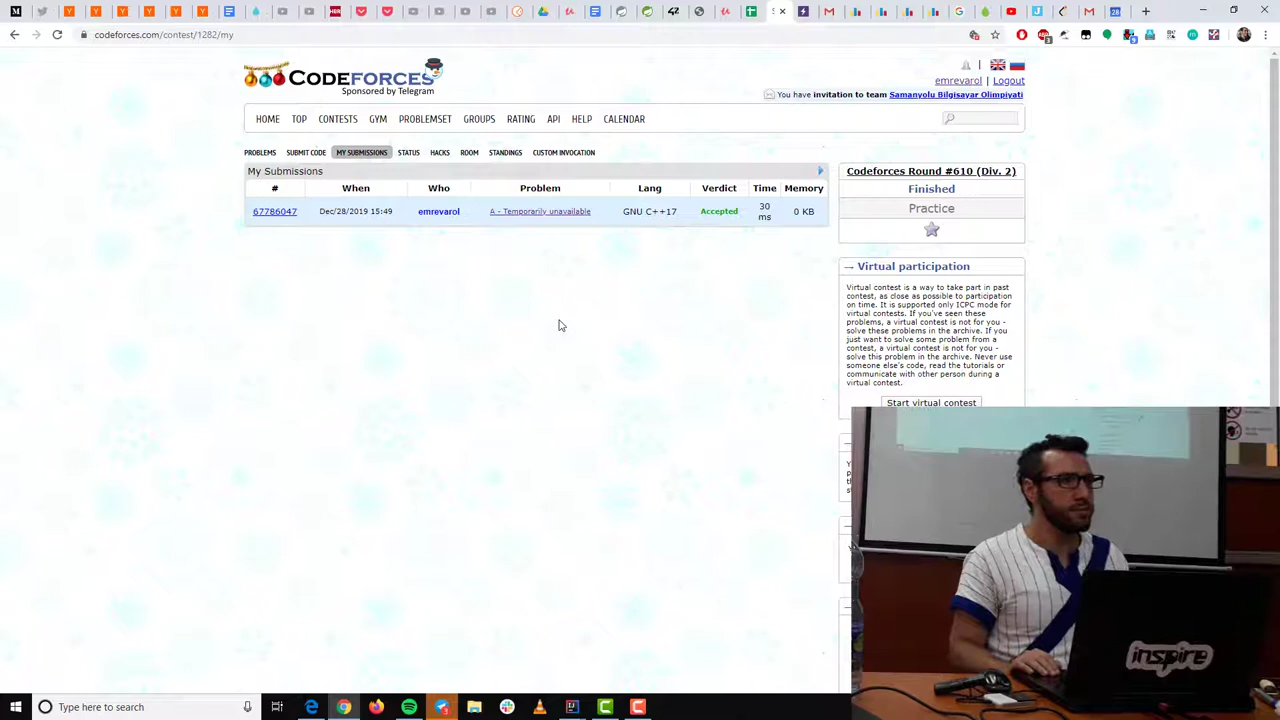 codeforces.com/contest/1282/my
CODEFORCES
Sponsored by Telegram
emrevarol | Logout
You have invitation to team Samanyolu Bilgisayar Olimpiyati
HOME TOP CONTESTS GYM PROBLEMSET GROUPS RATING API HELP CALENDAR
PROBLEMS SUBMIT CODE MY SUBMISSIONS STATUS HACKS ROOM STANDINGS CUSTOM INVOCATION
My Submissions
# When Who Problem Lang Verdict Time Memory
67786047 Dec/28/2019 15:49 emrevarol A - Temporarily unavailable GNU C++17 Accepted 30 ms 0 KB
Codeforces Round #610 (Div. 2)
Finished
Practice
→ Virtual participation
Virtual contest is a way to take part in past
contest, as close as possible to participation
on time. It is supported only ICPC mode for
virtual contests. If you've seen these
problems, a virtual contest is not for you -
solve these problems in the archive. If you
just want to solve some problem from a
contest, a virtual contest is not for you -
solve this problem in the archive. Never use
someone else's code, read the tutorials or
communicate with other person during a
virtual contest.
Start virtual contest
inspire
Type here to search